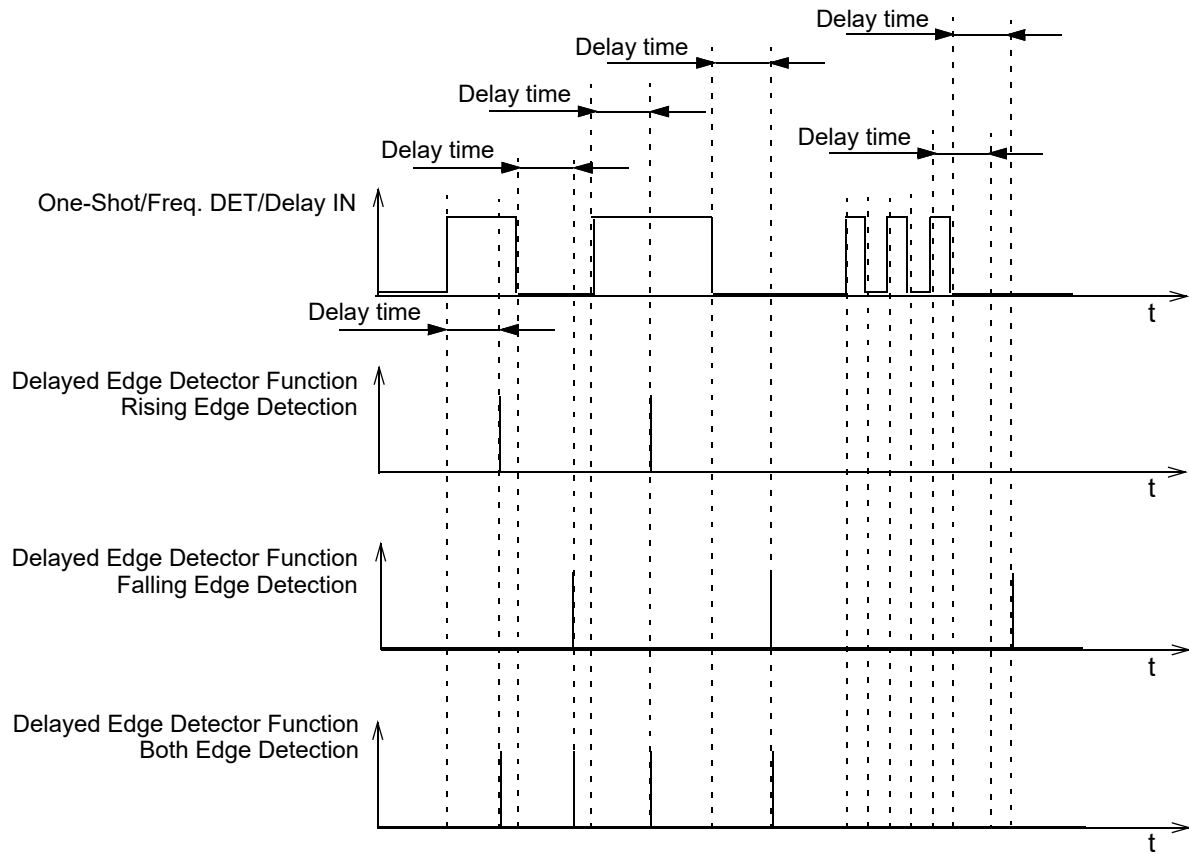 Delay time
Delay time
Delay time
Delay time
Delay time
One-Shot/Freq. DET/Delay IN
t
Delay time
Delayed Edge Detector Function
Rising Edge Detection
t
Delayed Edge Detector Function
Falling Edge Detection
t
Delayed Edge Detector Function
Both Edge Detection
t